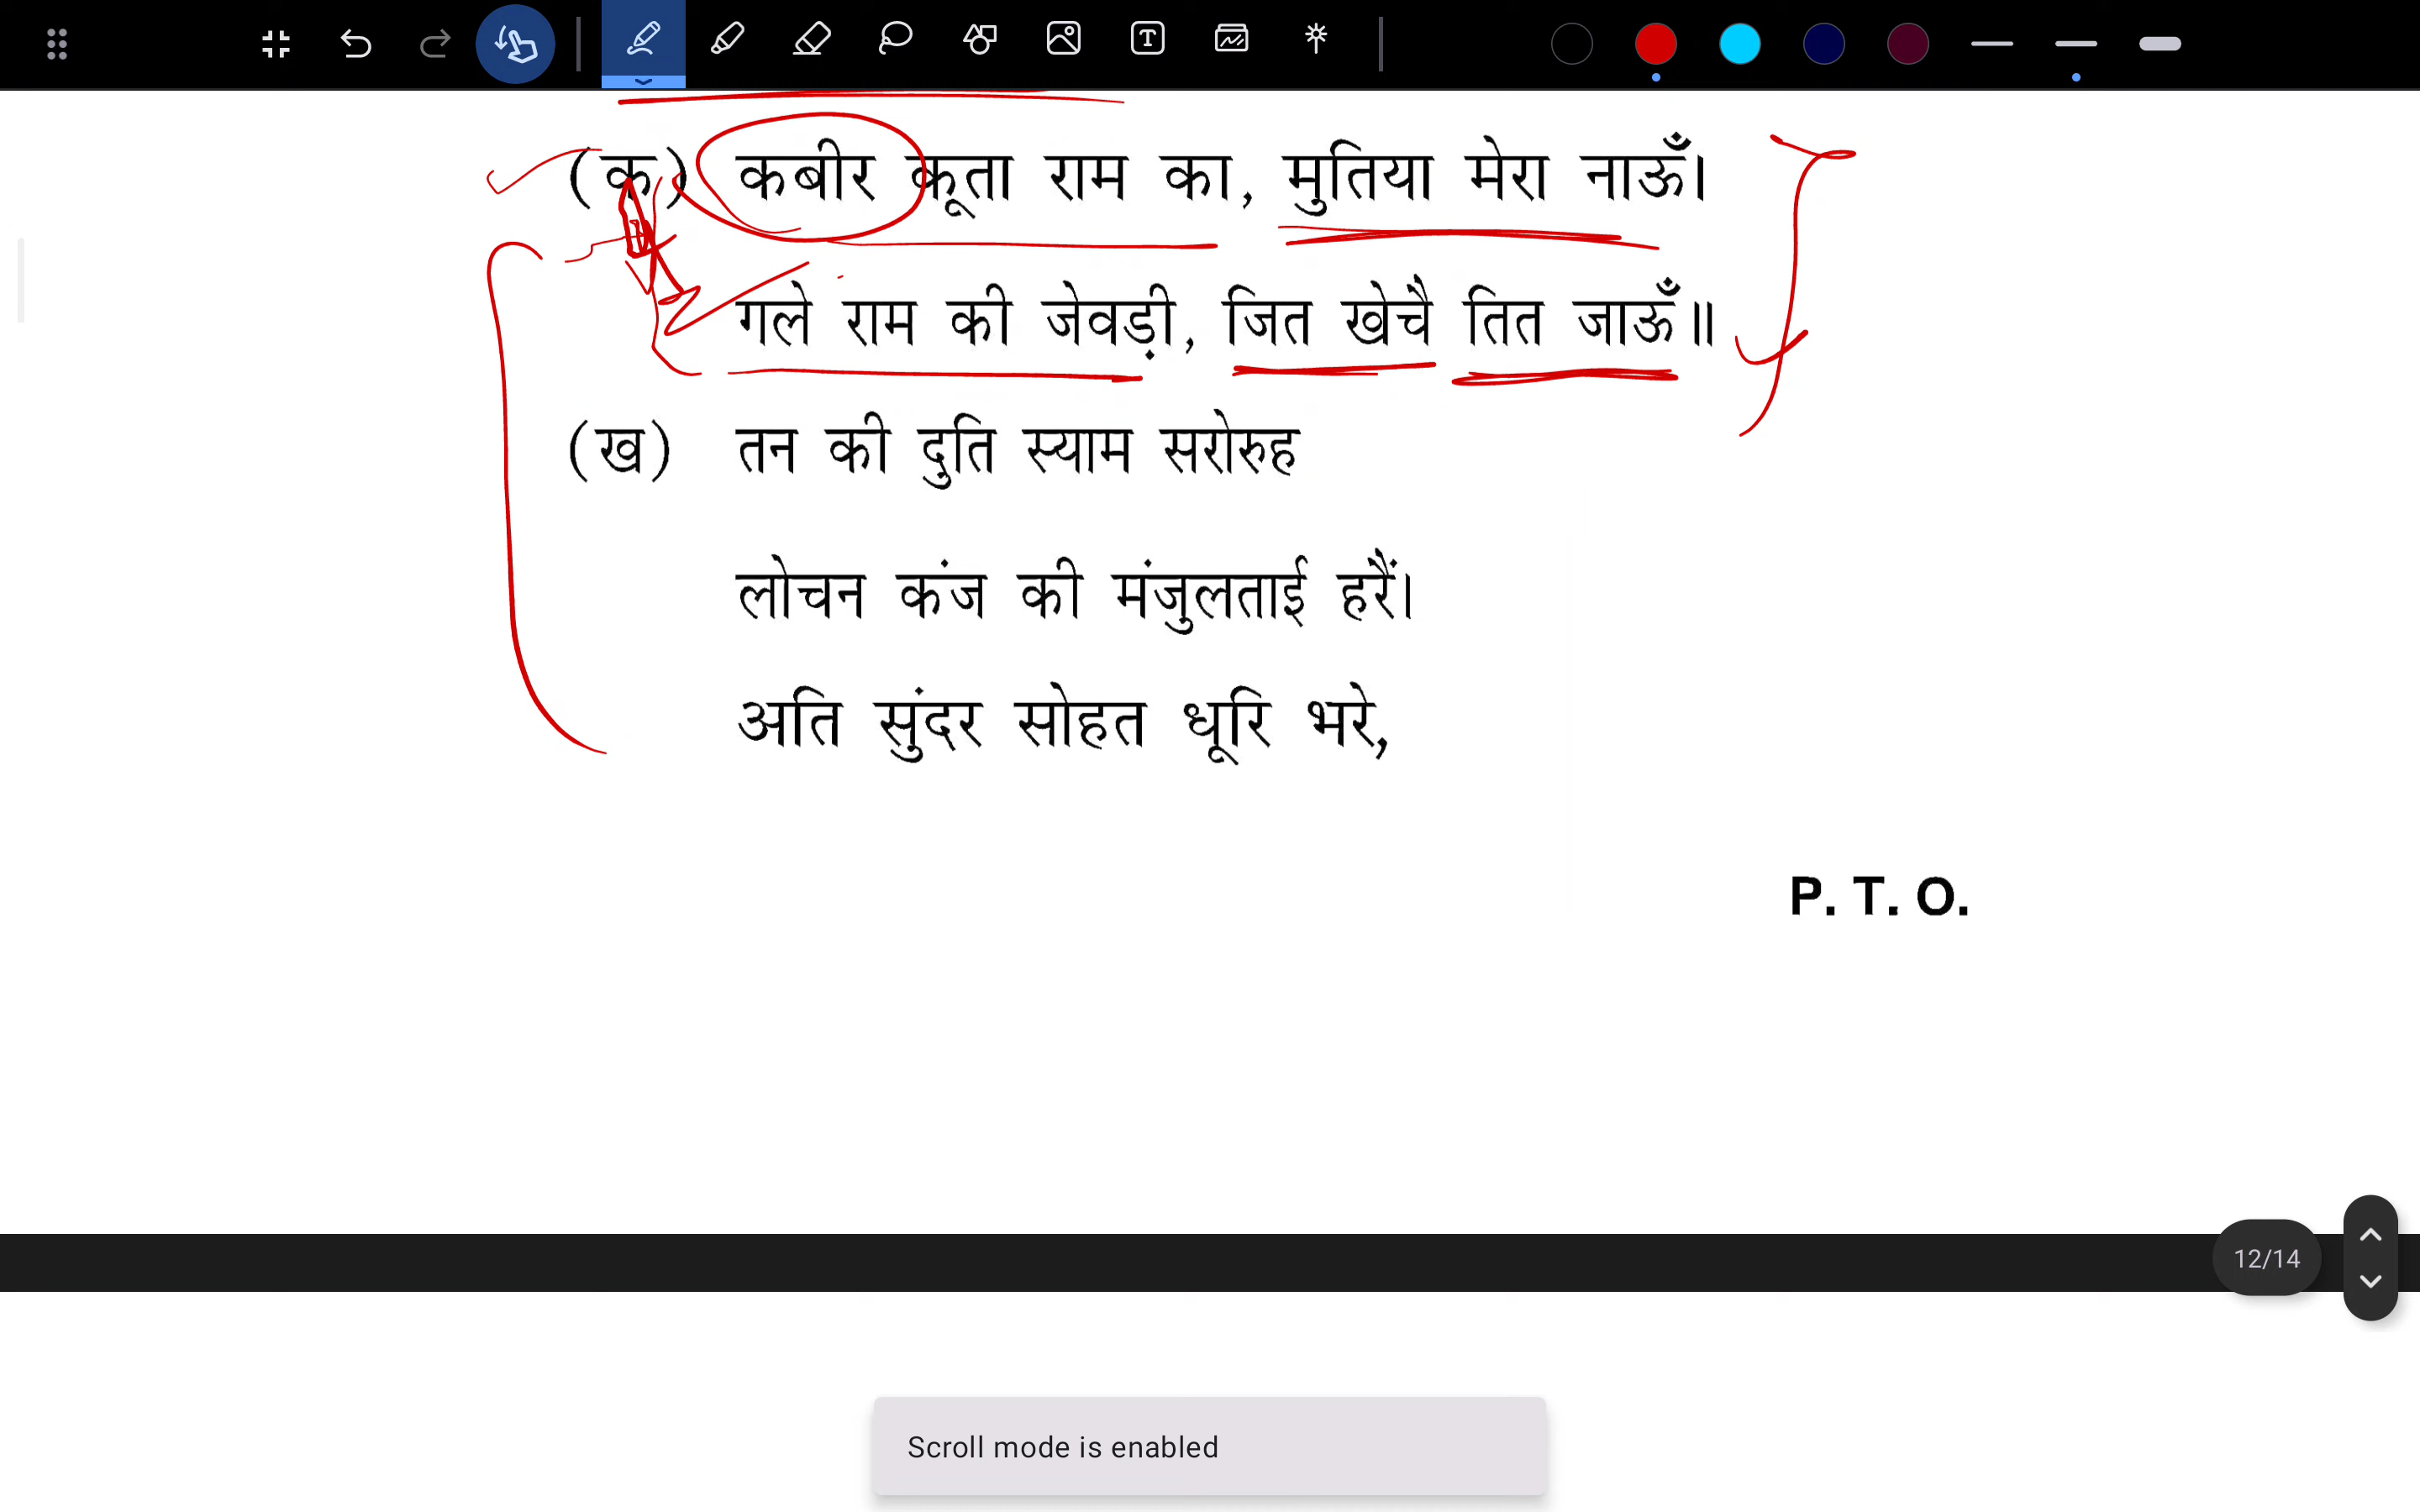 (क) कबीर कूता राम का, मुतिया मेरा नाऊँ।
गले राम की जेवड़ी, जित खेचै तित जाऊँ॥
(ख) तन की दुति स्याम सरोरुह
लोचन कंज की मंजुलताई हरैं।
अति सुंदर सोहत धूरि भरे,
P. T. O.
12/14
Scroll mode is enabled